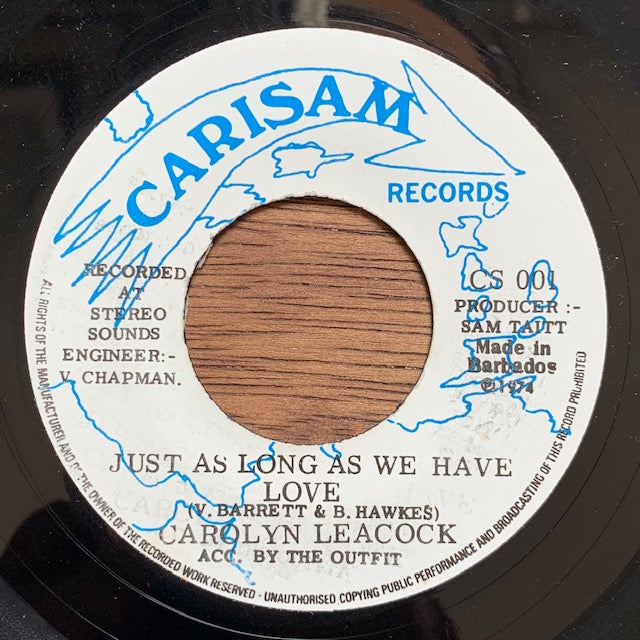 CARISAM
RECORDS
RECORDED
AT
STEREO
SOUNDS
ENGINEER:-
V. CHAPMAN.
CS 001
PRODUCER :-
SAM TAITT
Made in
Barbados
℗ 1974
JUST AS LONG AS WE HAVE
LOVE
(V. BARRETT & B. HAWKES)
CAROLYN LEACOCK
ACC. BY THE OUTFIT
ALL RIGHTS OF THE MANUFACTURER AND OF THE OWNER OF THE RECORDED WORK RESERVED · UNAUTHORISED COPYING PUBLIC PERFORMANCE AND BROADCASTING OF THIS RECORD PROHIBITED